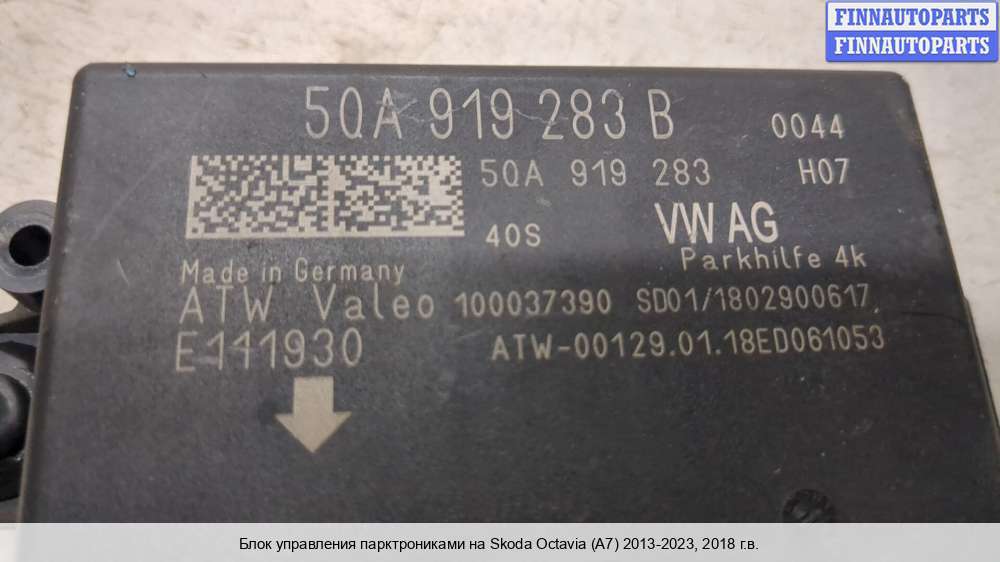 FINNAUTOPARTS
FINNAUTOPARTS
5QA 919 283 B 0044
5QA 919 283 H07
40S VW AG
Parkhilfe 4k
Made in Germany
ATW Valeo 100037390 SD01/1802900617
E111930 ATW-00129.01.18ED061053
Блок управления парктрониками на Skoda Octavia (A7) 2013-2023, 2018 г.в.